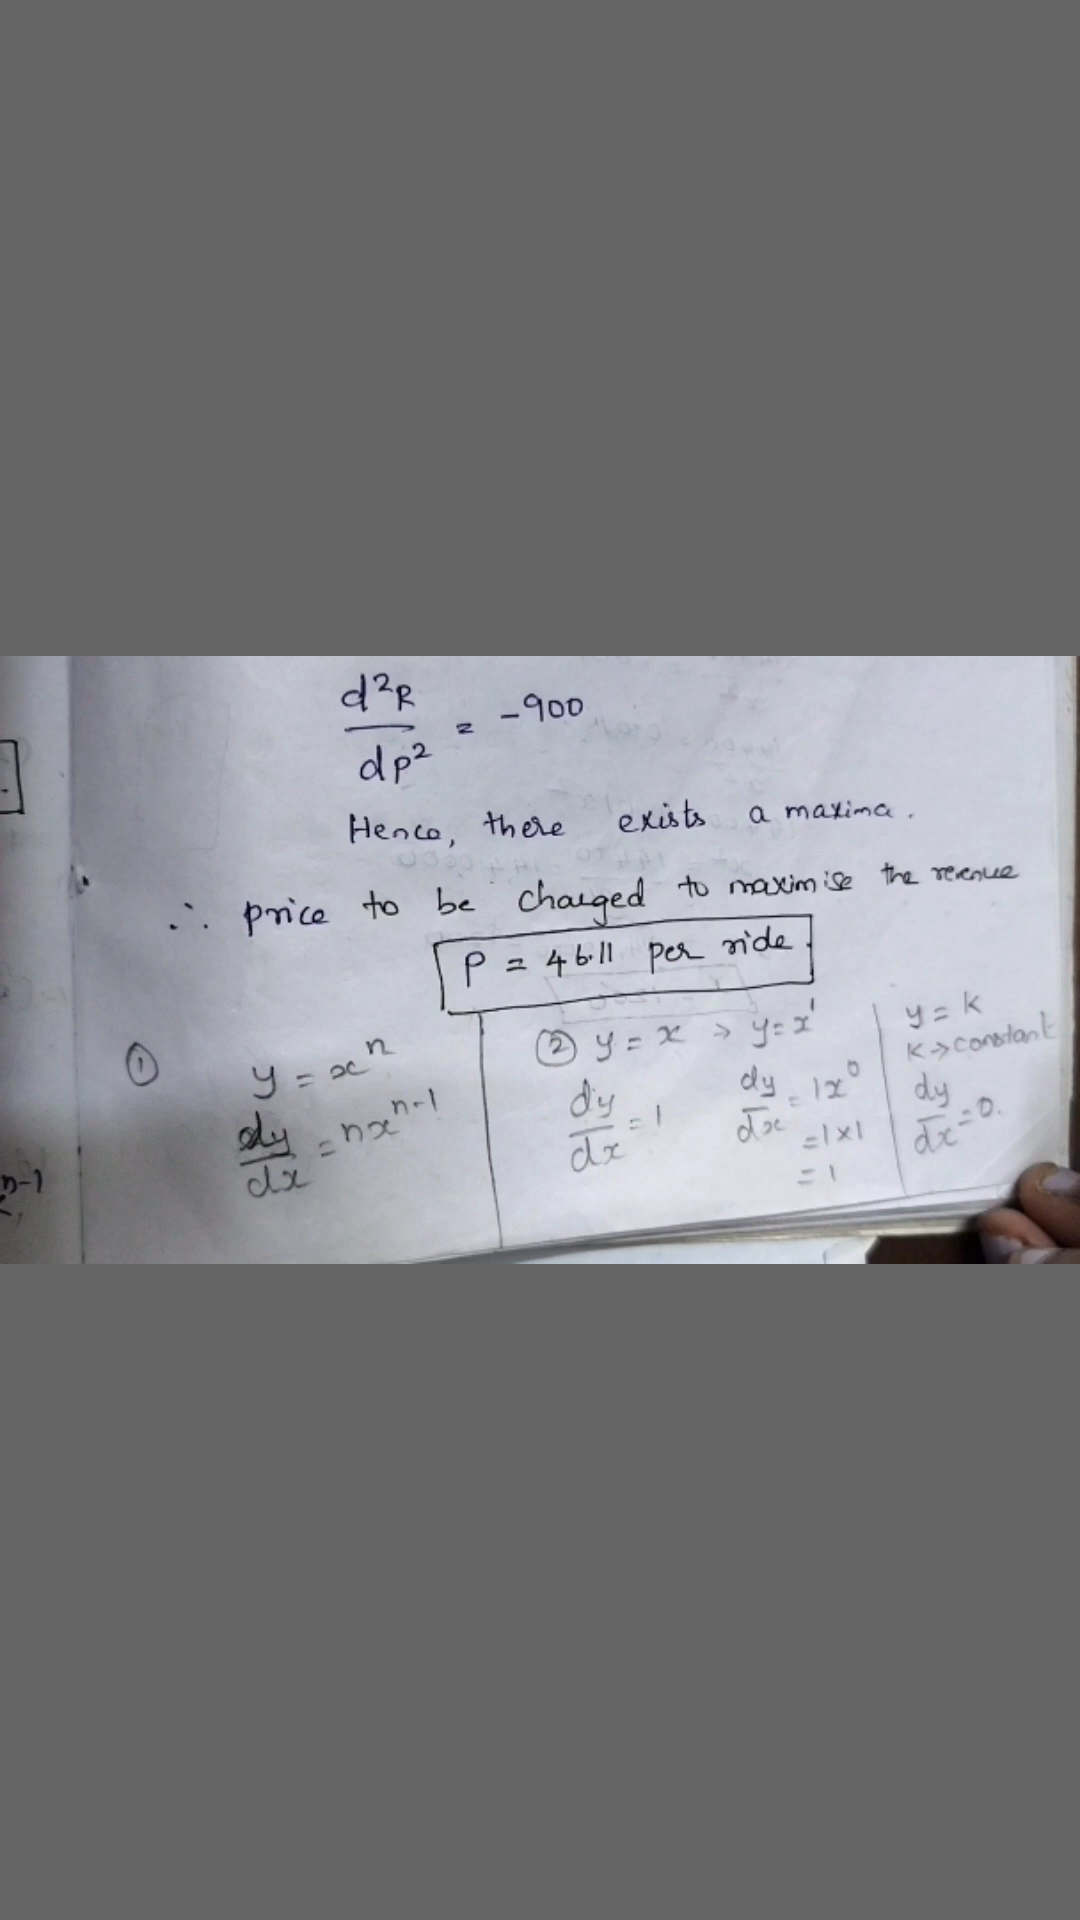 d²R
dp² = -900
Hence, there exists a maxima.
∴ price to be charged to maximise the revenue
P = 46.11 per ride.
① y = xⁿ
dy/dx = nxⁿ⁻¹
② y = x → y = x¹
dy/dx = 1
dy/dx = 1x⁰
= 1×1
= 1
y = k
k → constant
dy/dx = 0.
n-1